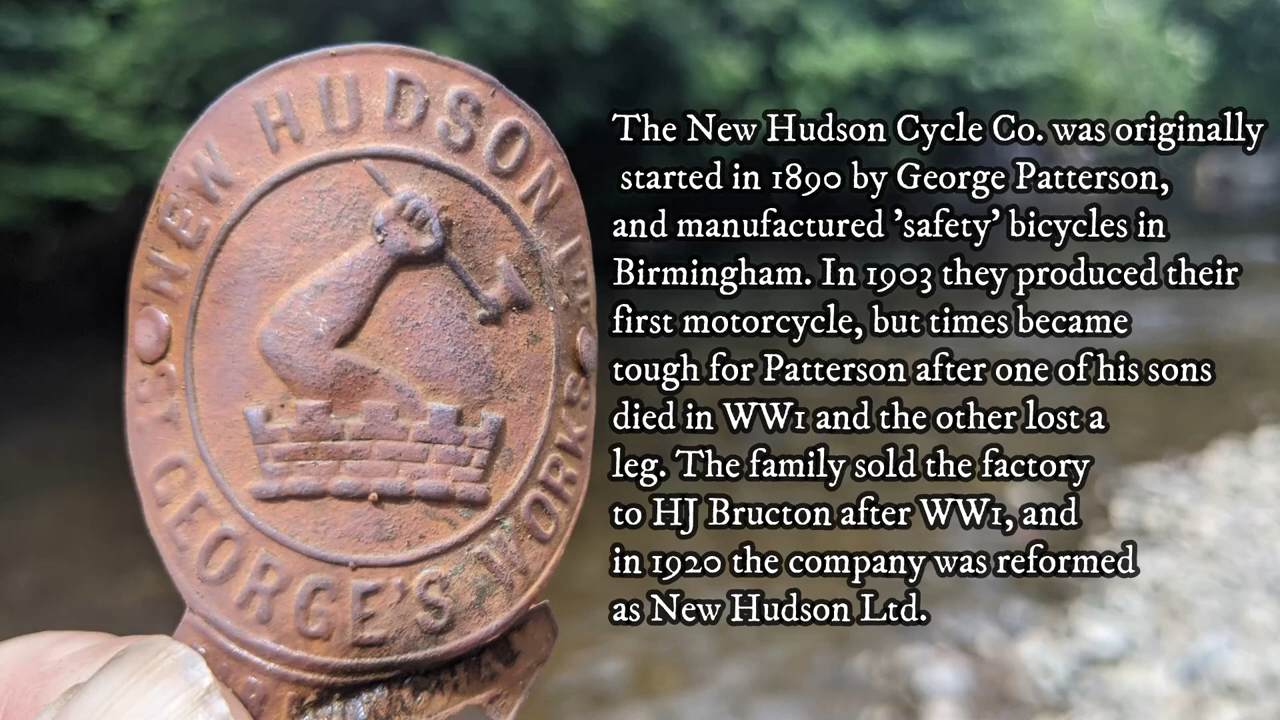 NEW HUDSON LTD
ST GEORGE'S WORKS
The New Hudson Cycle Co. was originally
started in 1890 by George Patterson,
and manufactured 'safety' bicycles in
Birmingham. In 1903 they produced their
first motorcycle, but times became
tough for Patterson after one of his sons
died in WW1 and the other lost a
leg. The family sold the factory
to HJ Bructon after WW1, and
in 1920 the company was reformed
as New Hudson Ltd.